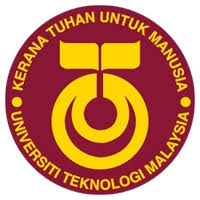 KERANA TUHAN UNTUK MANUSIA
UNIVERSITI TEKNOLOGI MALAYSIA